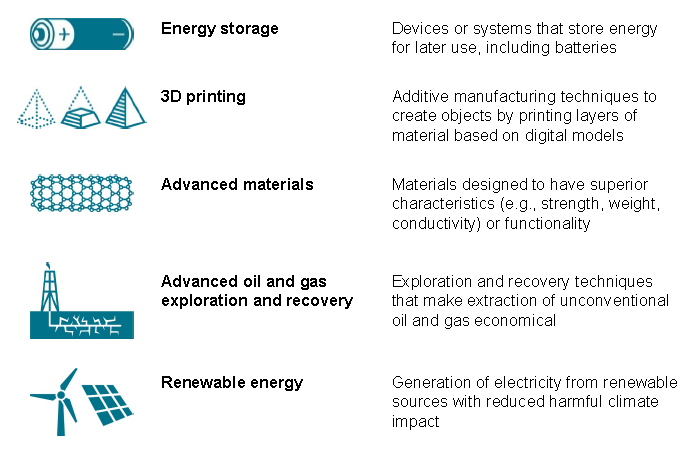 Energy storage
Devices or systems that store energy
for later use, including batteries
3D printing
Additive manufacturing techniques to
create objects by printing layers of
material based on digital models
Advanced materials
Materials designed to have superior
characteristics (e.g., strength, weight,
conductivity) or functionality
Advanced oil and gas
exploration and recovery
Exploration and recovery techniques
that make extraction of unconventional
oil and gas economical
Renewable energy
Generation of electricity from renewable
sources with reduced harmful climate
impact